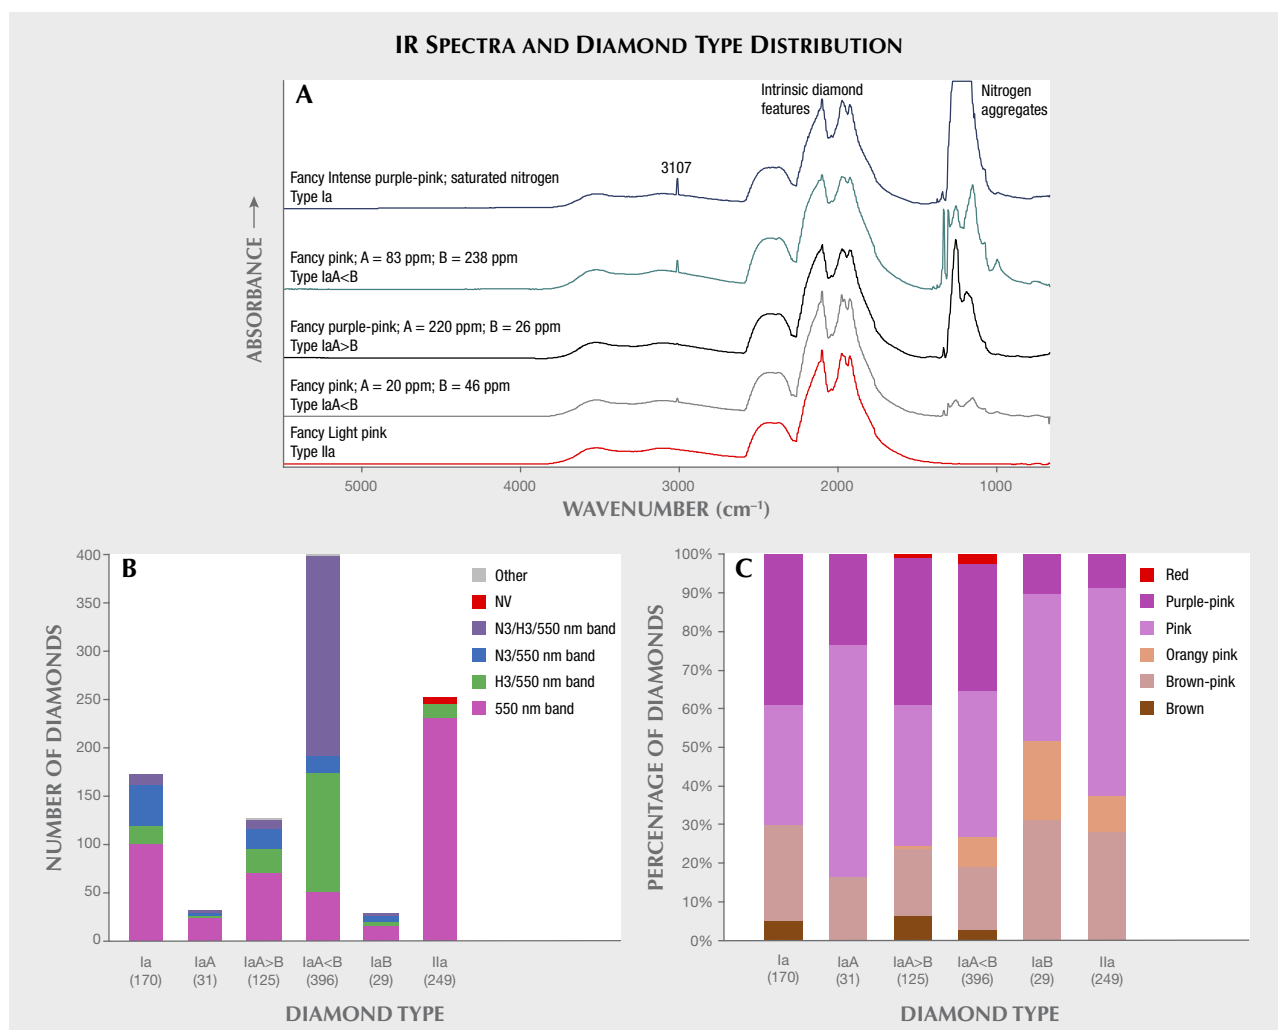 IR SPECTRA AND DIAMOND TYPE DISTRIBUTION
A
Intrinsic diamond
features
Nitrogen
aggregates
3107
Fancy Intense purple-pink; saturated nitrogen
Type Ia
Fancy pink; A = 83 ppm; B = 238 ppm
Type IaA<B
Fancy purple-pink; A = 220 ppm; B = 26 ppm
Type IaA>B
Fancy pink; A = 20 ppm; B = 46 ppm
Type IaA<B
Fancy Light pink
Type IIa
ABSORBANCE
5000 4000 3000 2000 1000
WAVENUMBER (cm⁻¹)
B
400
350
300
250
200
150
100
50
0
NUMBER OF DIAMONDS
Other
NV
N3/H3/550 nm band
N3/550 nm band
H3/550 nm band
550 nm band
Ia IaA IaA>B IaA<B IaB IIa
(170) (31) (125) (396) (29) (249)
DIAMOND TYPE
C
100%
90%
80%
70%
60%
50%
40%
30%
20%
10%
0%
PERCENTAGE OF DIAMONDS
Red
Purple-pink
Pink
Orangy pink
Brown-pink
Brown
Ia IaA IaA>B IaA<B IaB IIa
(170) (31) (125) (396) (29) (249)
DIAMOND TYPE